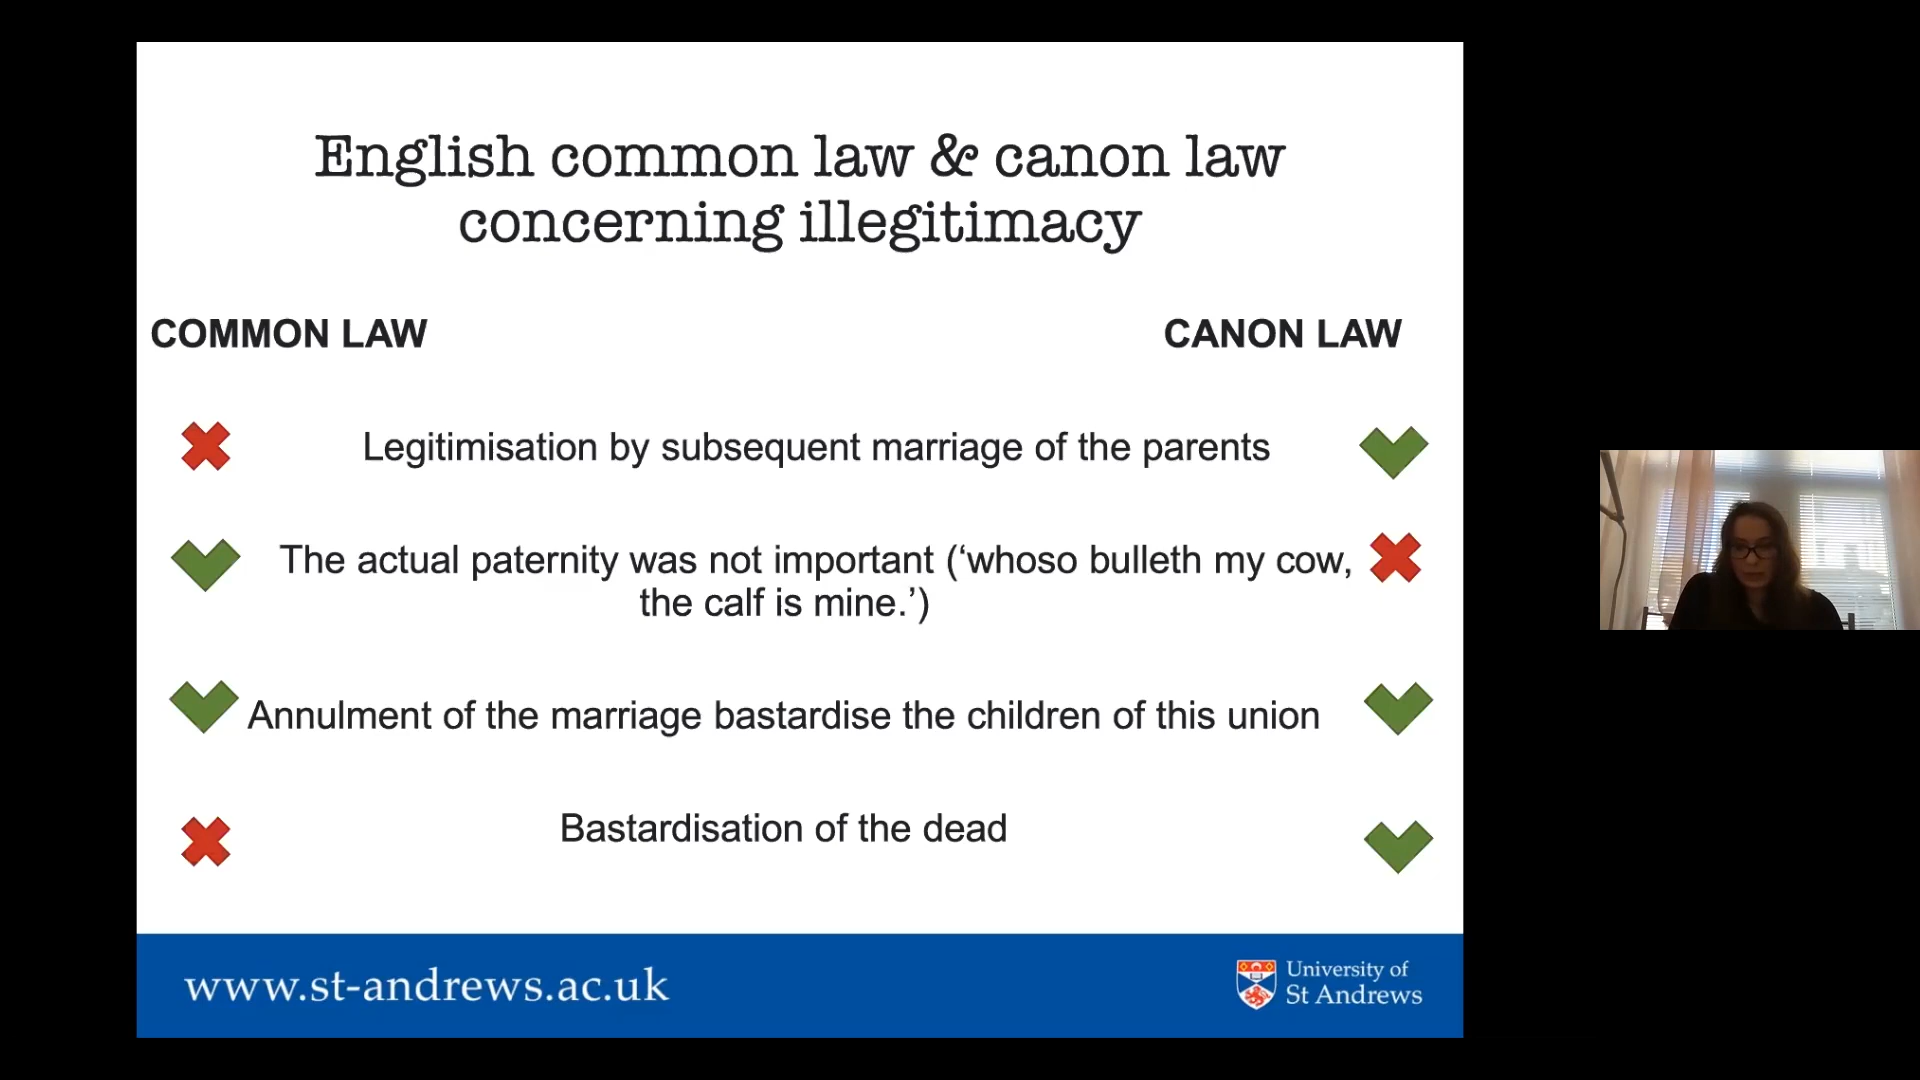 English common law & canon law
concerning illegitimacy
COMMON LAW
CANON LAW
Legitimisation by subsequent marriage of the parents
The actual paternity was not important (‘whoso bulleth my cow,
the calf is mine.’)
Annulment of the marriage bastardise the children of this union
Bastardisation of the dead
www.st-andrews.ac.uk
University of
St Andrews